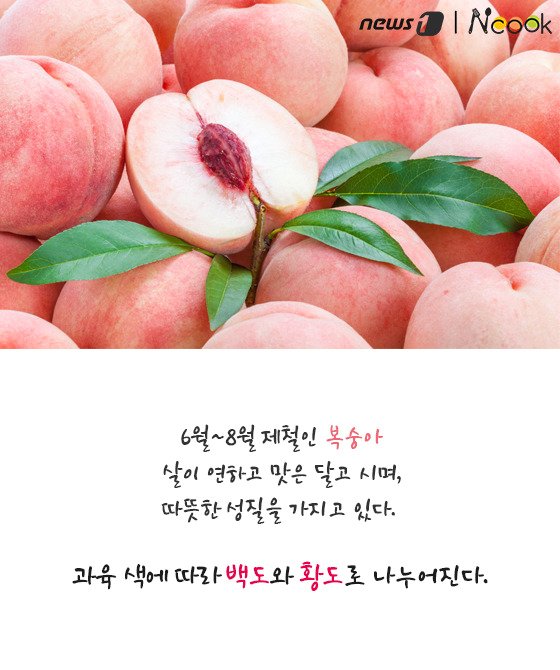 news1 | Ncook
6월~8월 제철인 복숭아
살이 연하고 맛은 달고 시며,
따뜻한 성질을 가지고 있다.
과육 색에 따라 백도와 황도로 나누어진다.